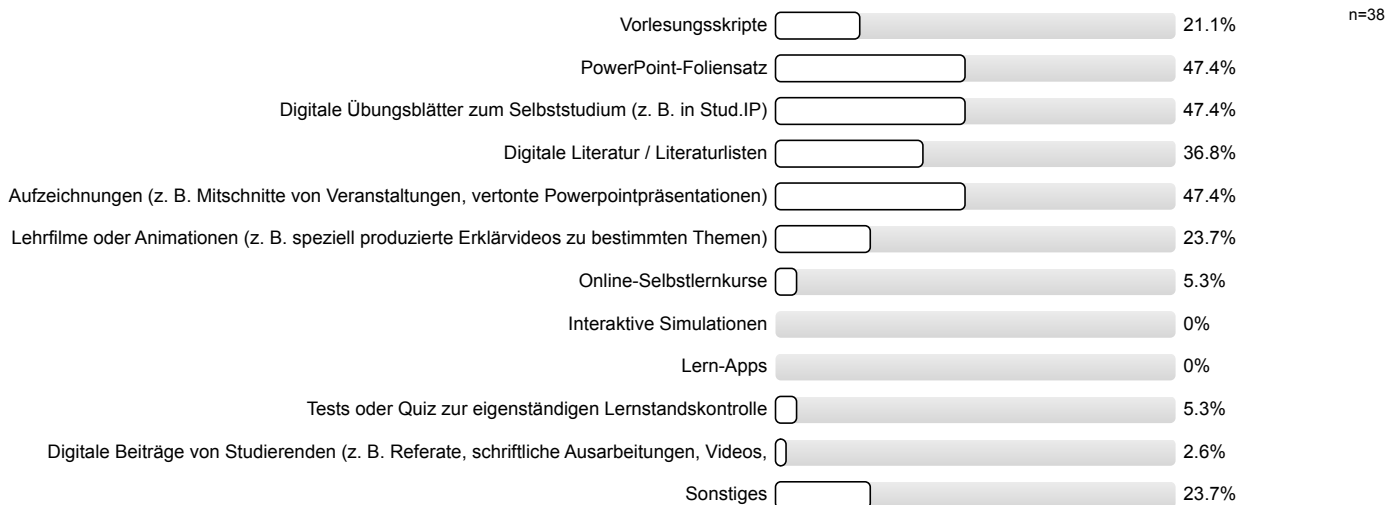 Vorlesungsskripte 21.1% n=38
PowerPoint-Foliensatz 47.4%
Digitale Übungsblätter zum Selbststudium (z. B. in Stud.IP) 47.4%
Digitale Literatur / Literaturlisten 36.8%
Aufzeichnungen (z. B. Mitschnitte von Veranstaltungen, vertonte Powerpointpräsentationen) 47.4%
Lehrfilme oder Animationen (z. B. speziell produzierte Erklärvideos zu bestimmten Themen) 23.7%
Online-Selbstlernkurse 5.3%
Interaktive Simulationen 0%
Lern-Apps 0%
Tests oder Quiz zur eigenständigen Lernstandskontrolle 5.3%
Digitale Beiträge von Studierenden (z. B. Referate, schriftliche Ausarbeitungen, Videos, 2.6%
Sonstiges 23.7%